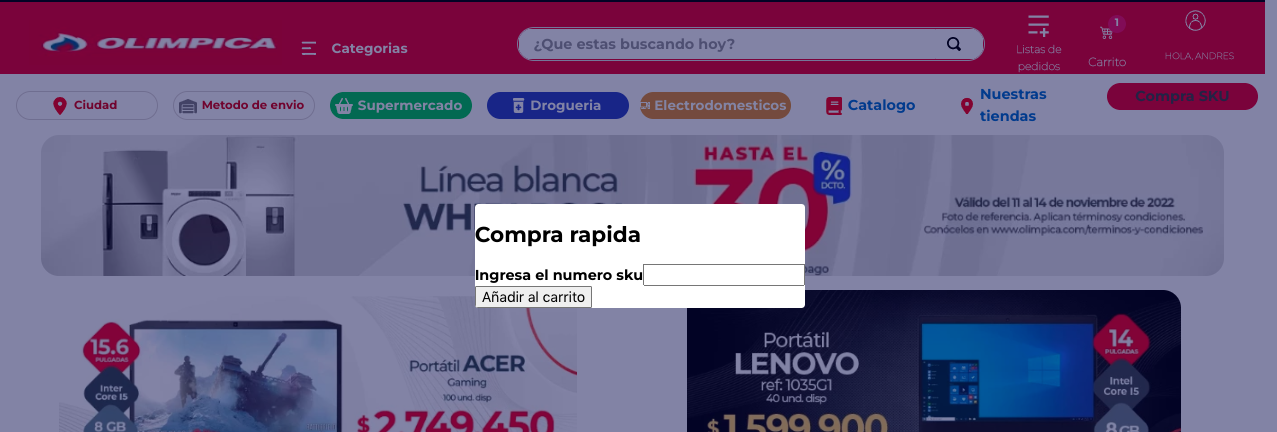 OLIMPICA
Categorias
¿Que estas buscando hoy?
Listas de
pedidos
1
Carrito
HOLA, ANDRES
Ciudad
Metodo de envio
Supermercado
Drogueria
Electrodomesticos
Catalogo
Nuestras
tiendas
Compra SKU
Línea blanca
HASTA EL
30
%
DCTO.
Válido del 11 al 14 de noviembre de 2022
Foto de referencia. Aplican términosy condiciones.
Conócelos en www.olimpica.com/terminos-y-condiciones
Compra rapida
Ingresa el numero sku
Añadir al carrito
15.6
PULGADAS
Inter
Core I5
8 GB
Portátil ACER
Gaming
100 und. disp
$2.749.450
Portátil
LENOVO
ref: 1035G1
40 und. disp
$1.599.900
14
PULGADAS
Intel
Core I5
8 GB